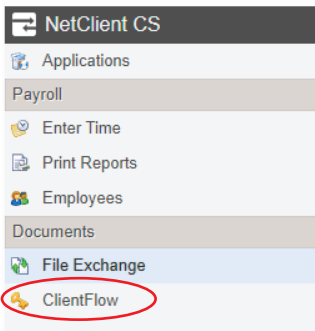 NetClient CS
Applications
Payroll
Enter Time
Print Reports
Employees
Documents
File Exchange
ClientFlow